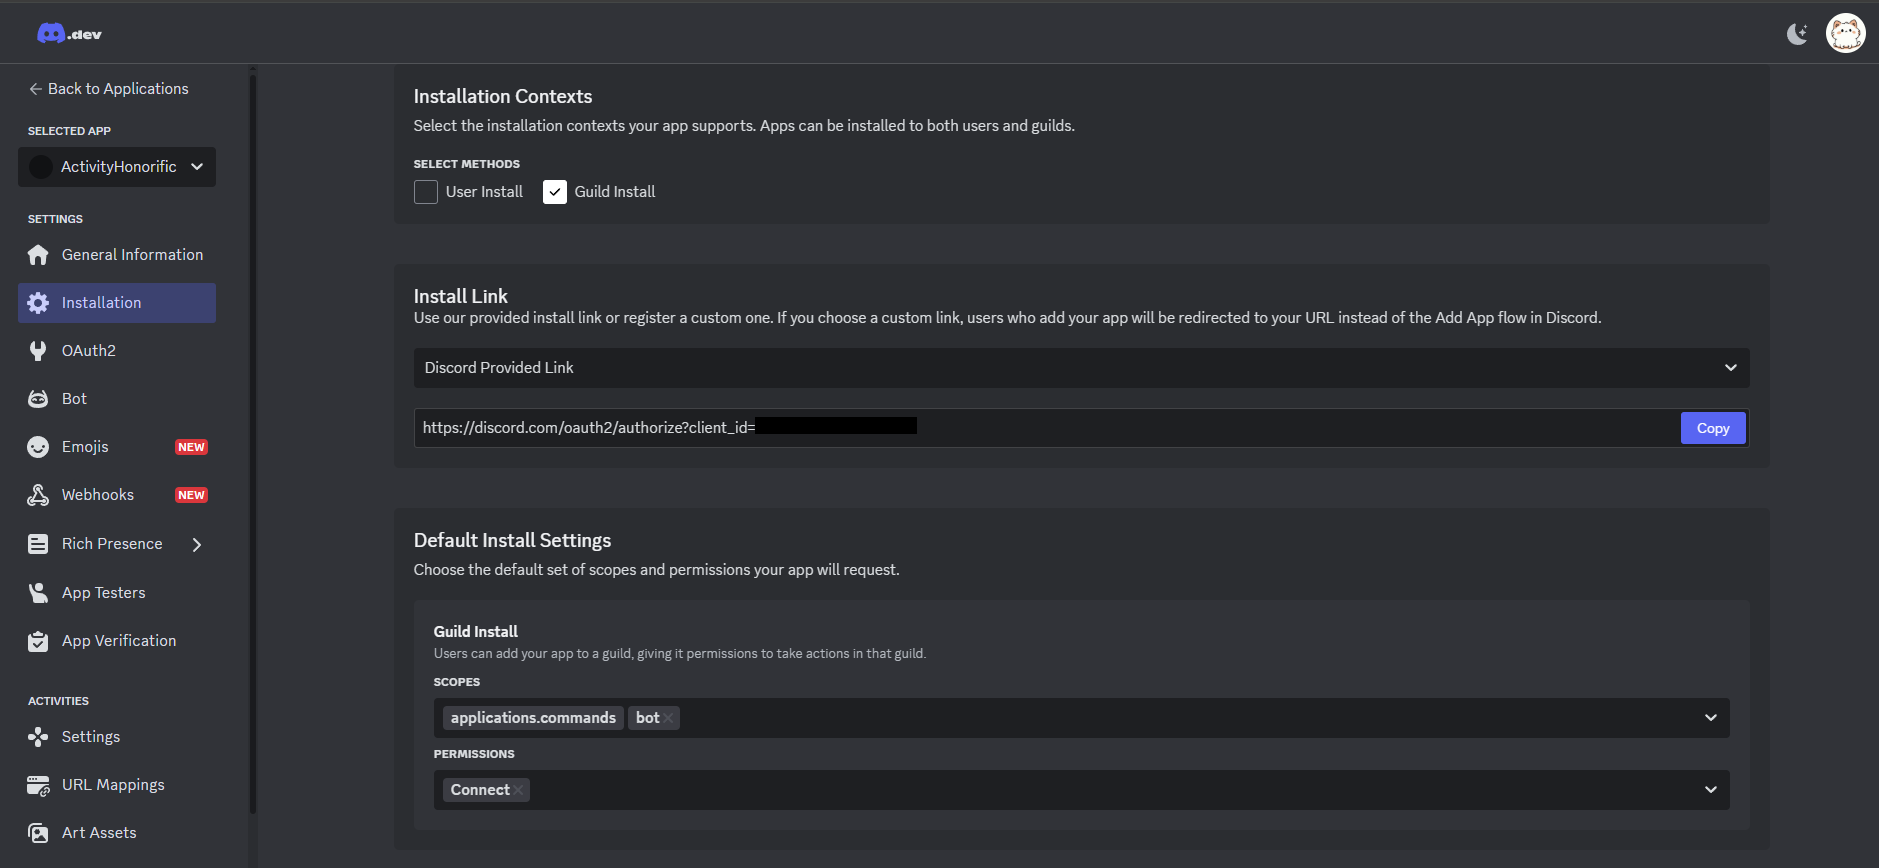 .dev
Back to Applications
SELECTED APP
ActivityHonorific
SETTINGS
General Information
Installation
OAuth2
Bot
Emojis NEW
Webhooks NEW
Rich Presence
App Testers
App Verification
ACTIVITIES
Settings
URL Mappings
Art Assets
Installation Contexts
Select the installation contexts your app supports. Apps can be installed to both users and guilds.
SELECT METHODS
User Install Guild Install
Install Link
Use our provided install link or register a custom one. If you choose a custom link, users who add your app will be redirected to your URL instead of the Add App flow in Discord.
Discord Provided Link
https://discord.com/oauth2/authorize?client_id= Copy
Default Install Settings
Choose the default set of scopes and permissions your app will request.
Guild Install
Users can add your app to a guild, giving it permissions to take actions in that guild.
SCOPES
applications.commands bot
PERMISSIONS
Connect